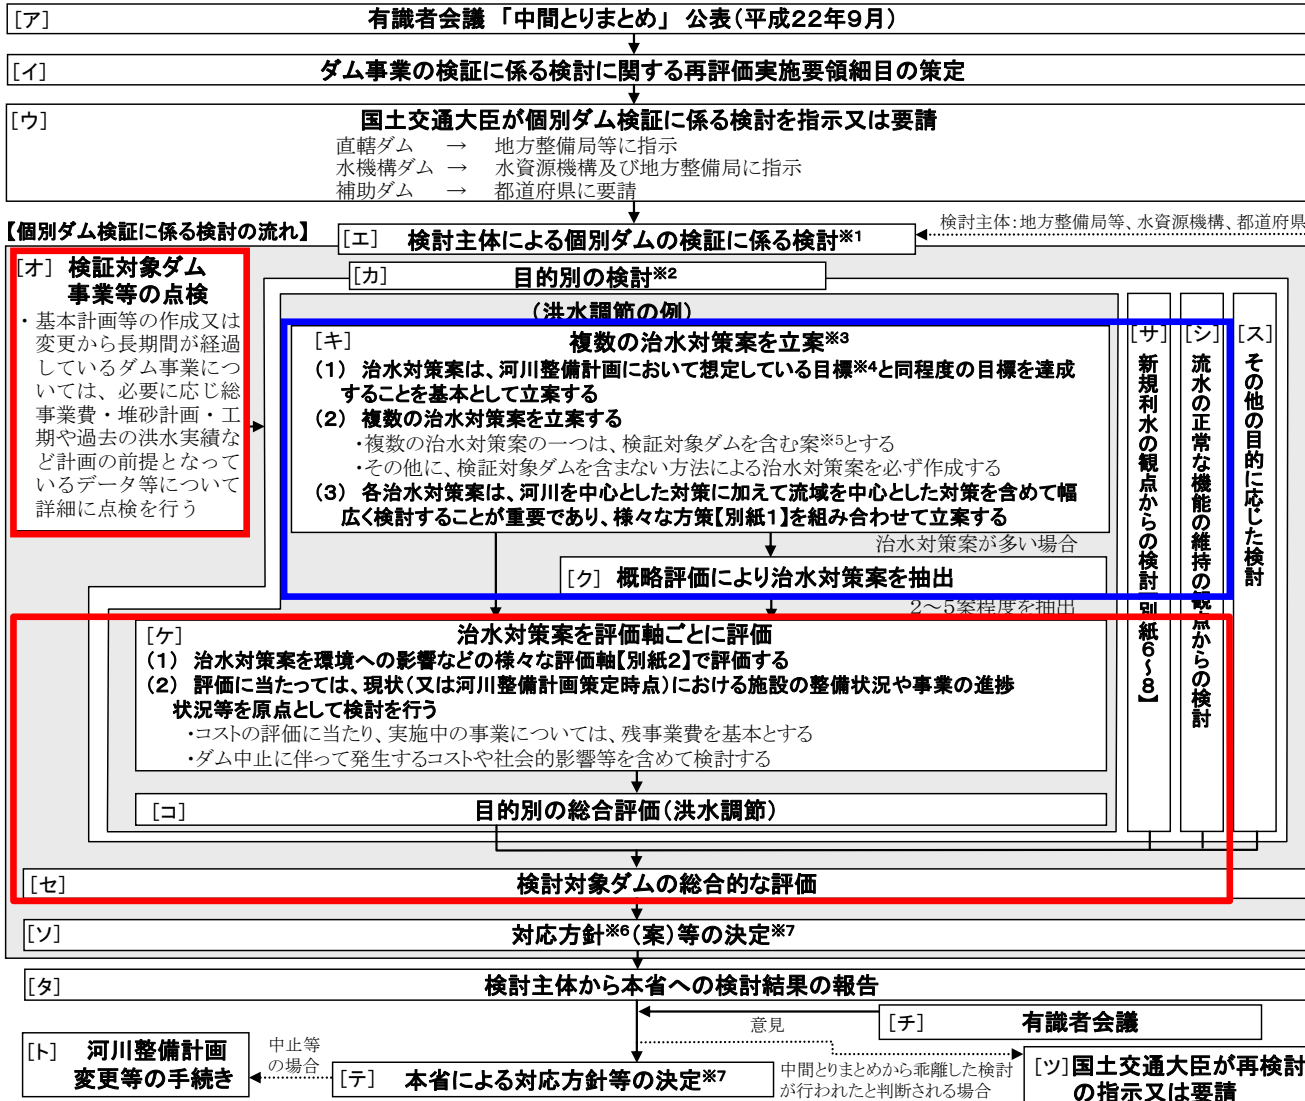 [ア] 有識者会議 「中間とりまとめ」 公表(平成22年9月)
[イ] ダム事業の検証に係る検討に関する再評価実施要領細目の策定
[ウ] 国土交通大臣が個別ダム検証に係る検討を指示又は要請
直轄ダム → 地方整備局等に指示
水機構ダム → 水資源機構及び地方整備局に指示
補助ダム → 都道府県に要請
【個別ダム検証に係る検討の流れ】
[エ] 検討主体による個別ダムの検証に係る検討※1
検討主体:地方整備局等、水資源機構、都道府県
[オ] 検証対象ダム
事業等の点検
・基本計画等の作成又は
変更から長期間が経過
しているダム事業につ
いては、必要に応じ総
事業費・堆砂計画・工
期や過去の洪水実績な
ど計画の前提となって
いるデータ等について
詳細に点検を行う
[カ] 目的別の検討※2
(洪水調節の例)
[キ] 複数の治水対策案を立案※3
(1) 治水対策案は、河川整備計画において想定している目標※4と同程度の目標を達成
することを基本として立案する
(2) 複数の治水対策案を立案する
・複数の治水対策案の一つは、検証対象ダムを含む案※5とする
・その他に、検証対象ダムを含まない方法による治水対策案を必ず作成する
(3) 各治水対策案は、河川を中心とした対策に加えて流域を中心とした対策を含めて幅
広く検討することが重要であり、様々な方策【別紙1】を組み合わせて立案する
治水対策案が多い場合
[ク] 概略評価により治水対策案を抽出
2～5案程度を抽出
[ケ] 治水対策案を評価軸ごとに評価
(1) 治水対策案を環境への影響などの様々な評価軸【別紙2】で評価する
(2) 評価に当たっては、現状(又は河川整備計画策定時点)における施設の整備状況や事業の進捗
状況等を原点として検討を行う
・コストの評価に当たり、実施中の事業については、残事業費を基本とする
・ダム中止に伴って発生するコストや社会的影響等を含めて検討する
[コ] 目的別の総合評価(洪水調節)
[サ] 新規利水の観点からの検討【別紙6～8】
[シ] 流水の正常な機能の維持の観点からの検討
[ス] その他の目的に応じた検討
[セ] 検討対象ダムの総合的な評価
[ソ] 対応方針※6(案)等の決定※7
[タ] 検討主体から本省への検討結果の報告
意見
[チ] 有識者会議
[ト] 河川整備計画
変更等の手続き
中止等
の場合
[テ] 本省による対応方針等の決定※7
中間とりまとめから乖離した検討
が行われたと判断される場合
[ツ] 国土交通大臣が再検討
の指示又は要請